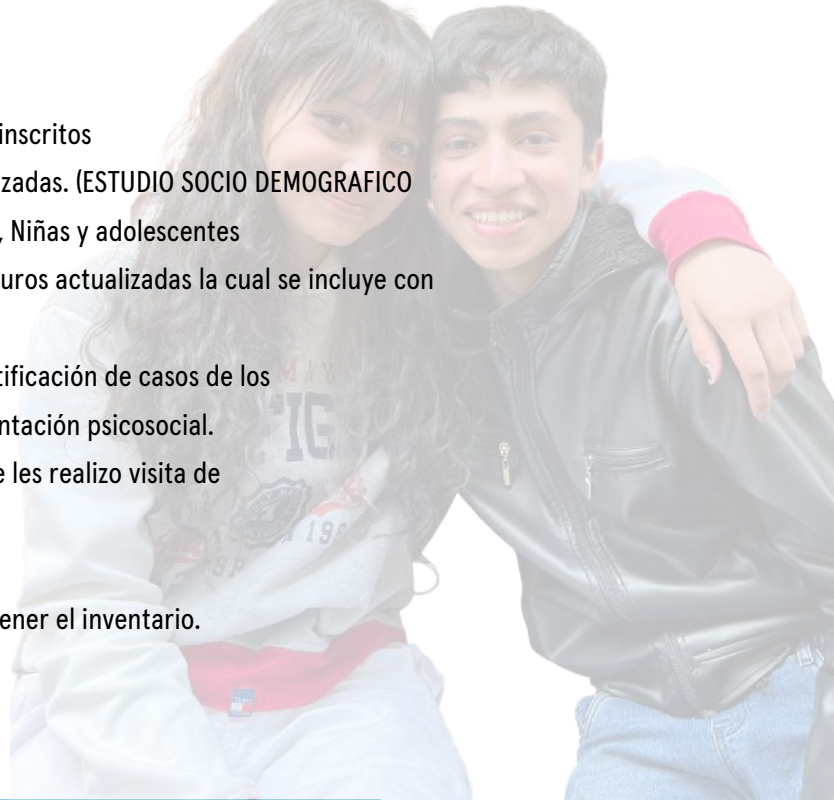 inscritos
zadas. (ESTUDIO SOCIO DEMOGRAFICO
, Niñas y adolescentes
uros actualizadas la cual se incluye con
tificación de casos de los
ntación psicosocial.
e les realizo visita de
ener el inventario.